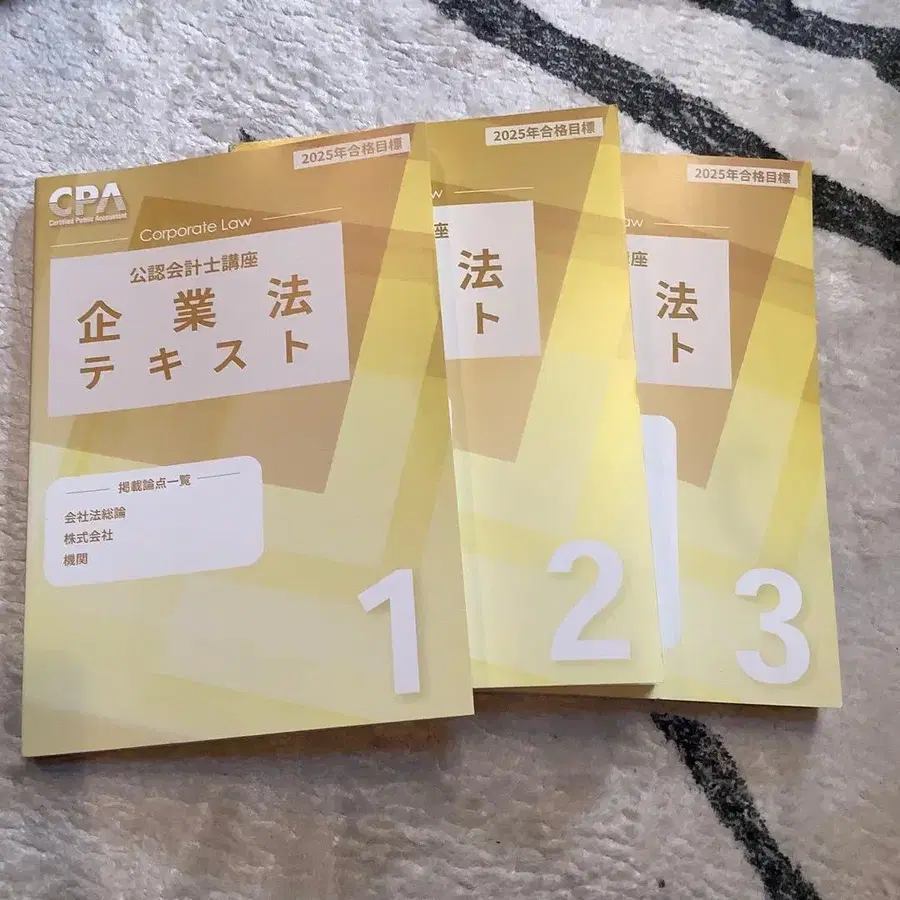 2025年合格目標
CPA
Certified Public Accountant
Corporate Law
公認会計士講座
企業法
テキスト
掲載論点一覧
会社法総論
株式会社
機関
1
2025年合格目標
座
法
ト
2
2025年合格目標
座
法
ト
3